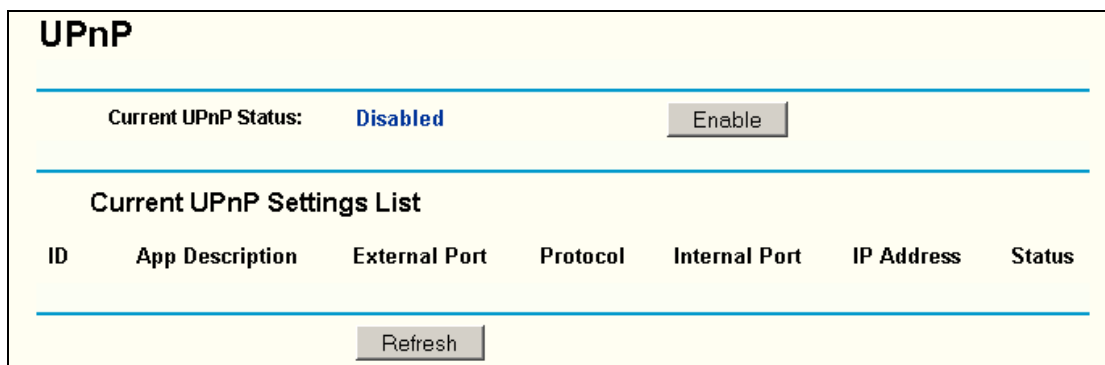 UPnP
Current UPnP Status: Disabled Enable
Current UPnP Settings List
ID App Description External Port Protocol Internal Port IP Address Status
Refresh